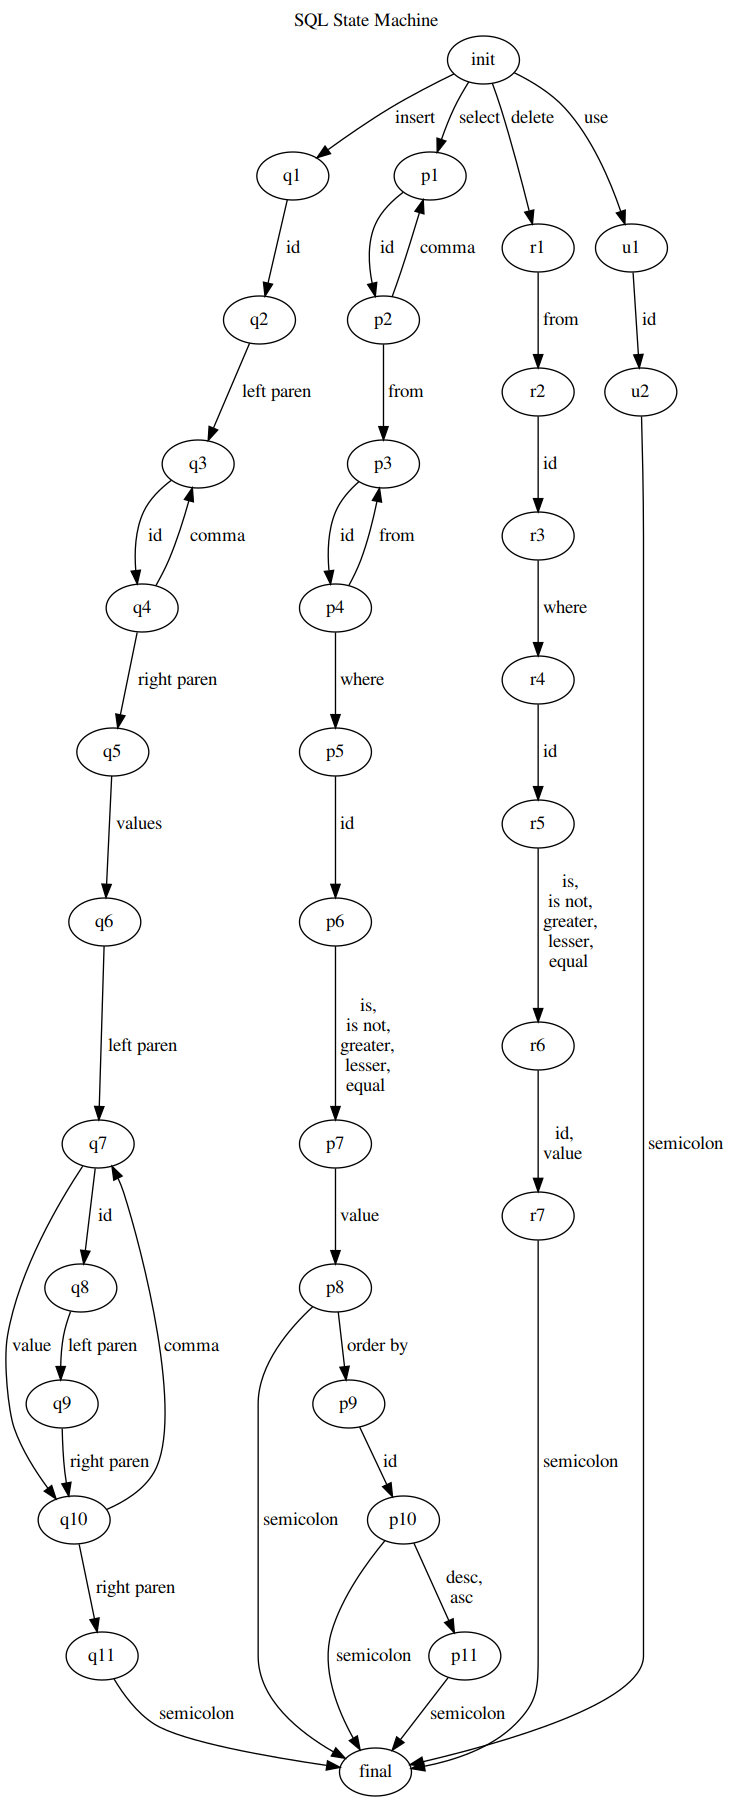 SQL State Machine
init
insert
select
delete
use
q1
p1
id
id
comma
r1
u1
q2
p2
from
id
left paren
from
r2
u2
q3
p3
id
id
comma
id
from
r3
q4
p4
where
right paren
where
r4
q5
p5
id
values
id
r5
is,
is not,
greater,
lesser,
equal
q6
p6
is,
is not,
greater,
lesser,
equal
left paren
r6
q7
p7
id,
value
semicolon
id
value
r7
q8
p8
value
left paren
comma
order by
q9
p9
right paren
id
semicolon
q10
p10
semicolon
right paren
desc,
asc
q11
semicolon
p11
semicolon
semicolon
final